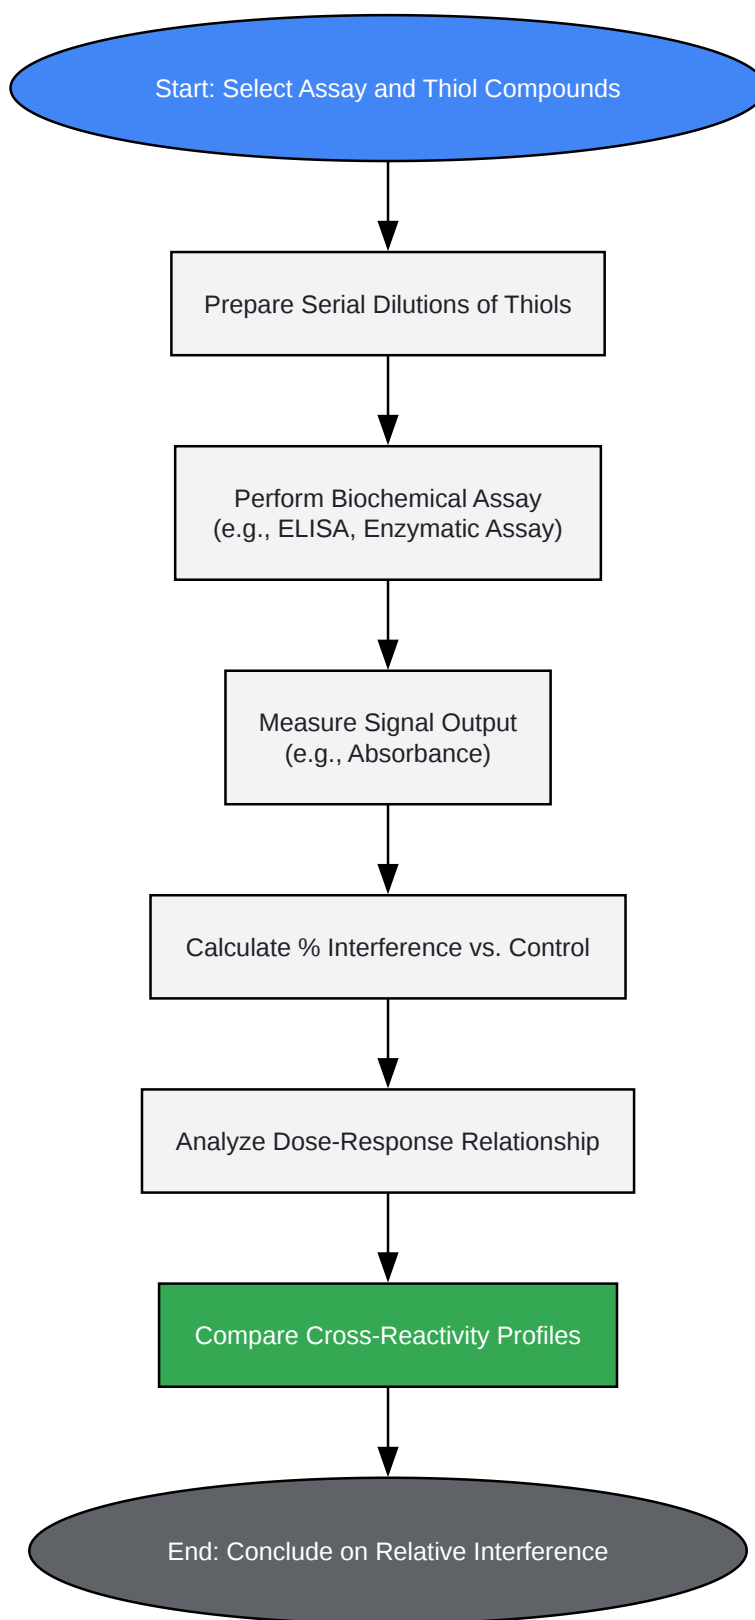 Start: Select Assay and Thiol Compounds
Prepare Serial Dilutions of Thiols
Perform Biochemical Assay
(e.g., ELISA, Enzymatic Assay)
Measure Signal Output
(e.g., Absorbance)
Calculate % Interference vs. Control
Analyze Dose-Response Relationship
Compare Cross-Reactivity Profiles
End: Conclude on Relative Interference